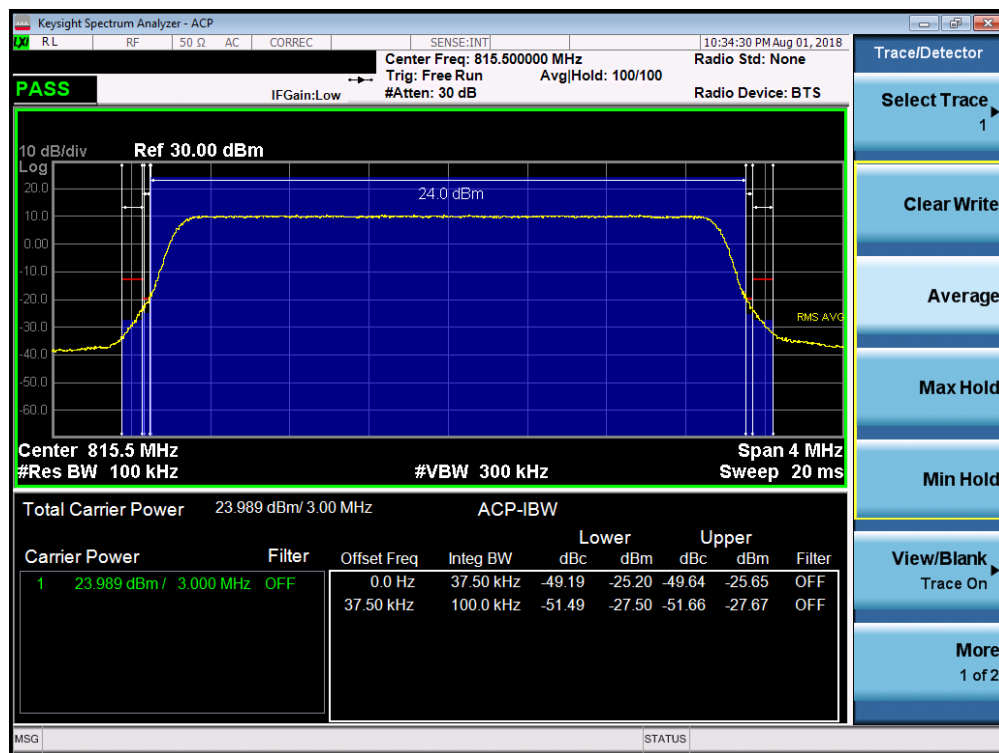 Keysight Spectrum Analyzer - ACP
LXI RL RF 50 Ω AC CORREC SENSE:INT 10:34:30 PM Aug 01, 2018
Center Freq: 815.500000 MHz Radio Std: None
Trig: Free Run Avg|Hold: 100/100
PASS IFGain:Low #Atten: 30 dB Radio Device: BTS
10 dB/div Ref 30.00 dBm
Log
20.0
24.0 dBm
10.0
0.00
-10.0
-20.0
-30.0
RMS AVG
-40.0
-50.0
-60.0
Center 815.5 MHz Span 4 MHz
#Res BW 100 kHz #VBW 300 kHz Sweep 20 ms
Total Carrier Power 23.989 dBm/ 3.00 MHz ACP-IBW
Lower Upper
Carrier Power Filter Offset Freq Integ BW dBc dBm dBc dBm Filter
1 23.989 dBm / 3.000 MHz OFF 0.0 Hz 37.50 kHz -49.19 -25.20 -49.64 -25.65 OFF
37.50 kHz 100.0 kHz -51.49 -27.50 -51.66 -27.67 OFF
MSG STATUS
Trace/Detector
Select Trace
1
Clear Write
Average
Max Hold
Min Hold
View/Blank
Trace On
More
1 of 2